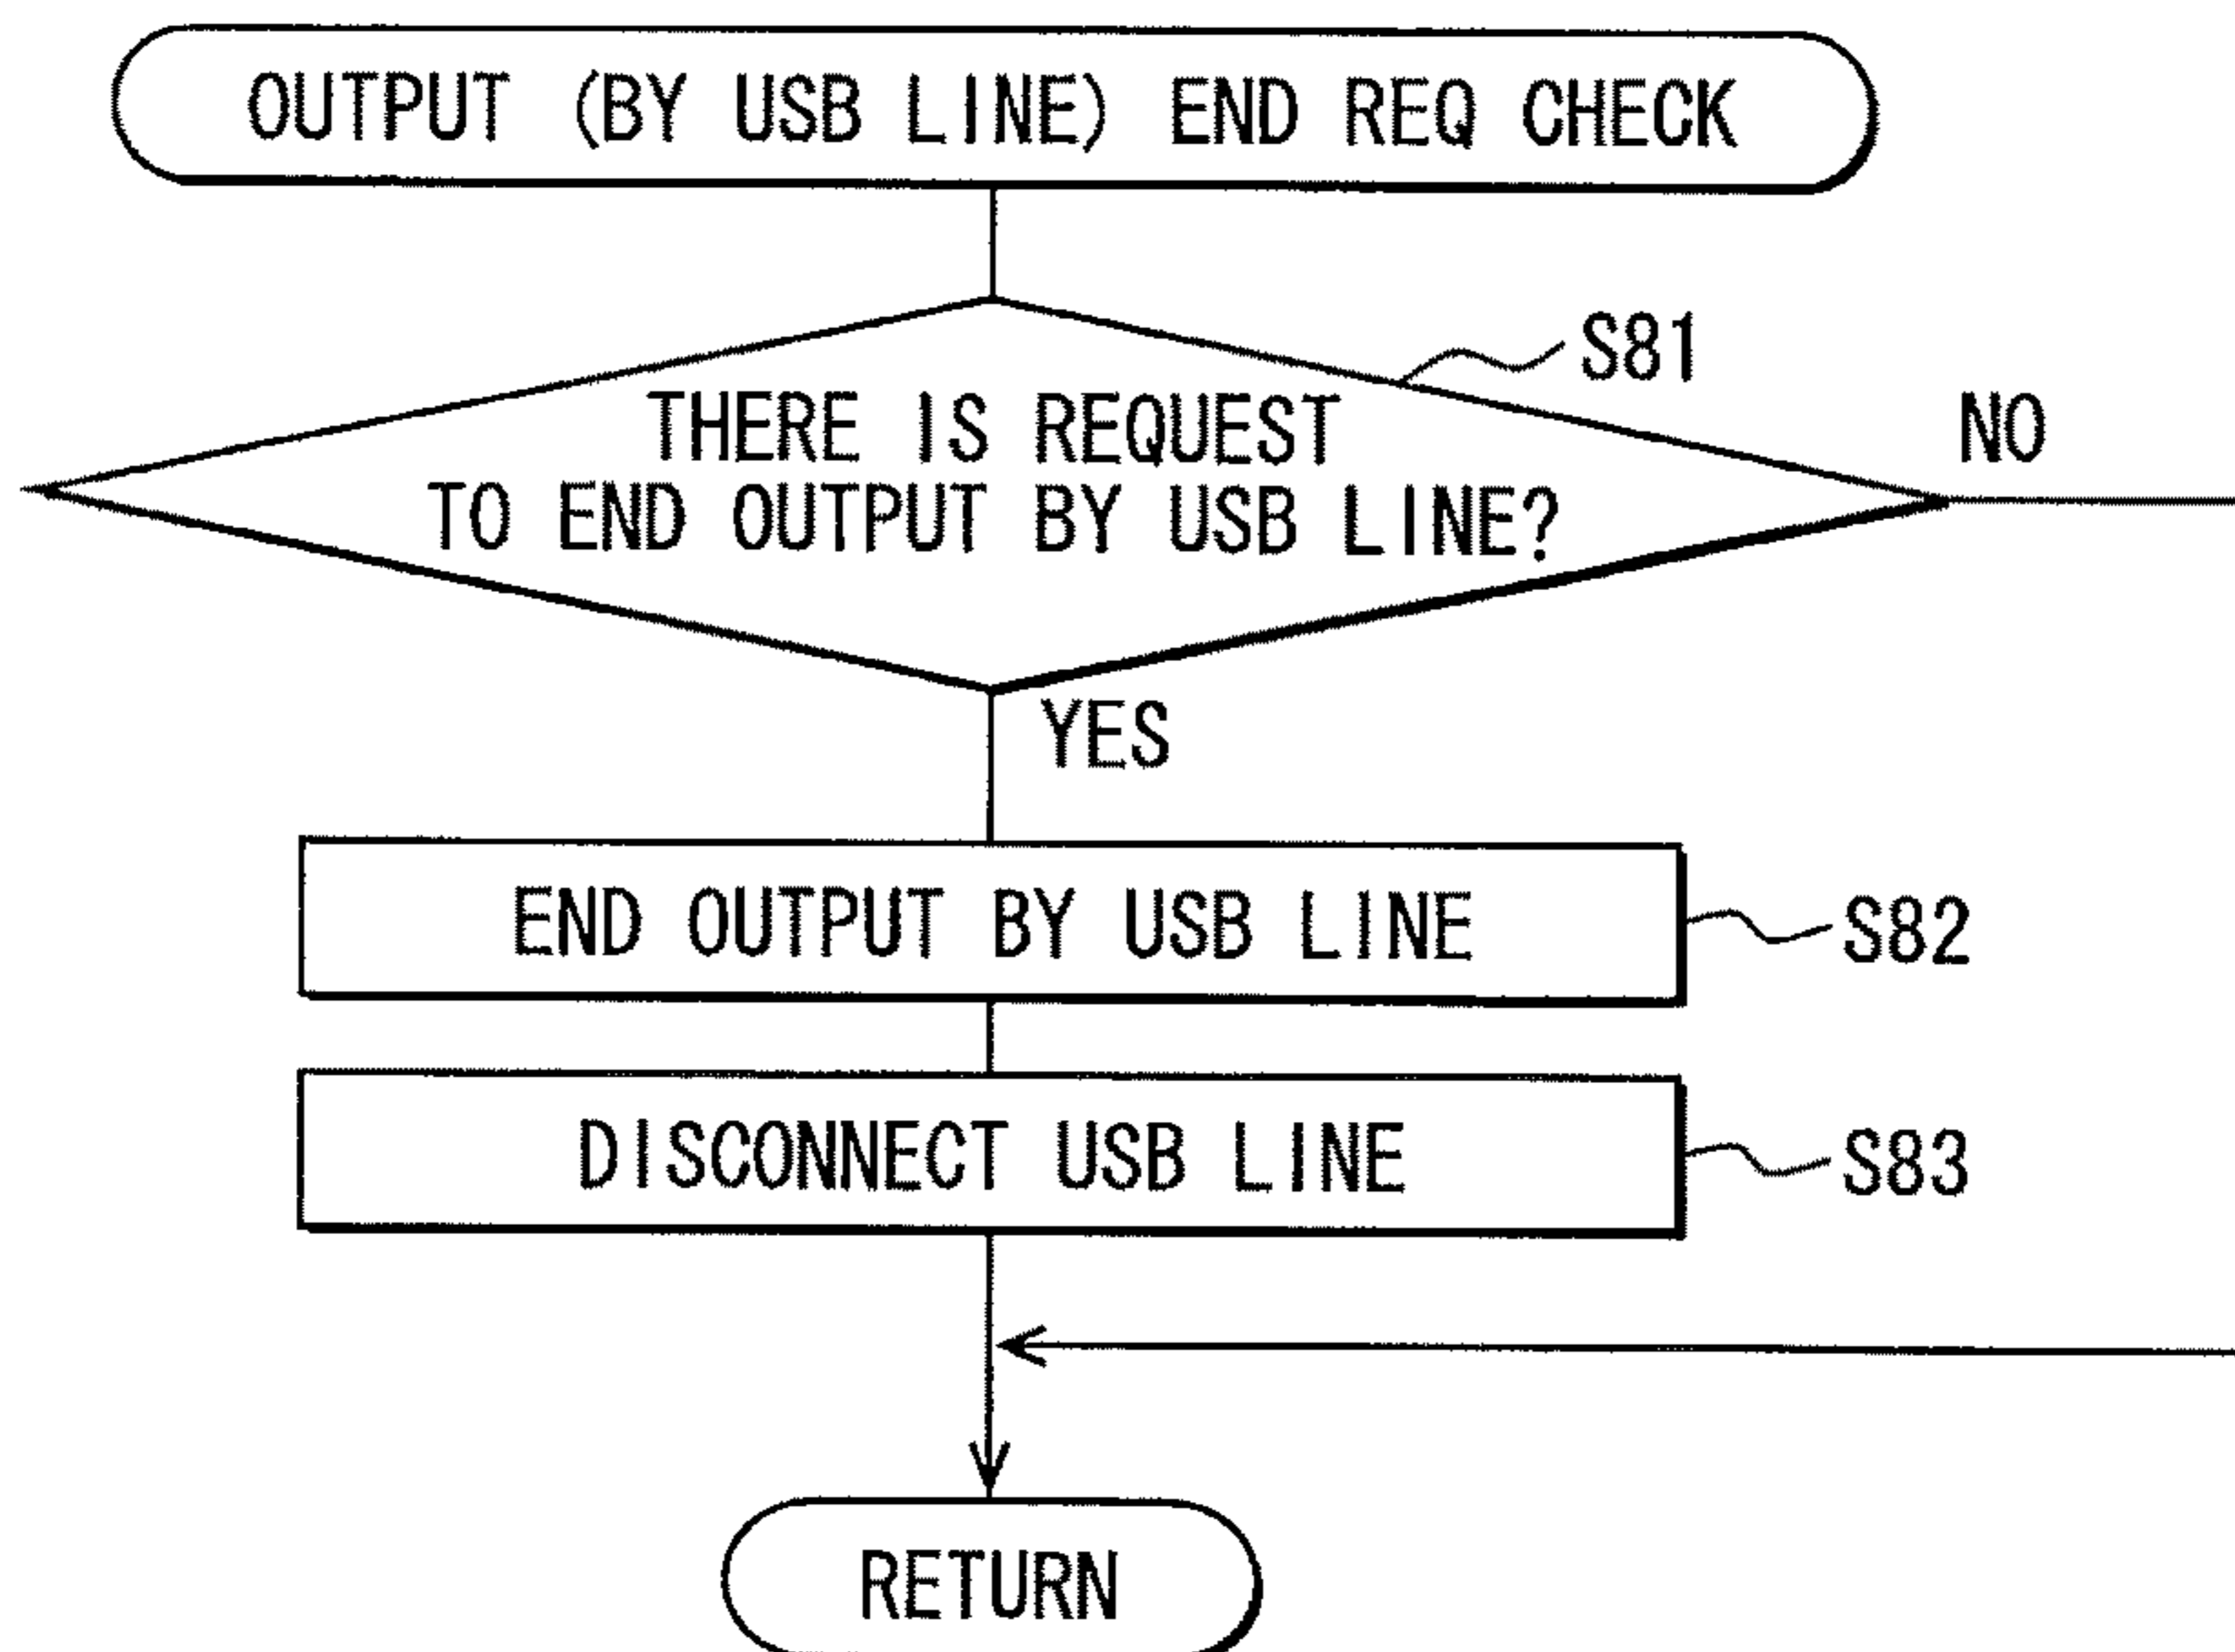 OUTPUT (BY USB LINE) END REQ CHECK
S81
THERE IS REQUEST
TO END OUTPUT BY USB LINE?
NO
YES
END OUTPUT BY USB LINE
S82
DISCONNECT USB LINE
S83
RETURN